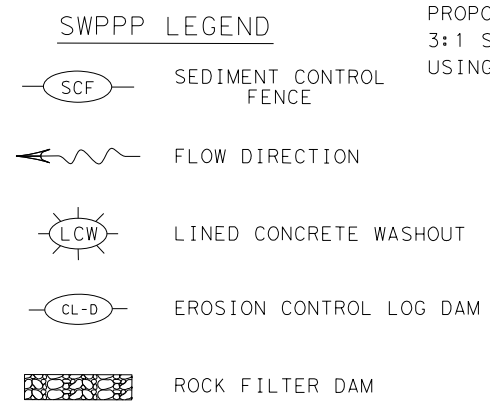 SWPPP LEGEND
PROPO
3:1 S
USING
SCF
SEDIMENT CONTROL
FENCE
FLOW DIRECTION
LCW
LINED CONCRETE WASHOUT
CL-D
EROSION CONTROL LOG DAM
ROCK FILTER DAM